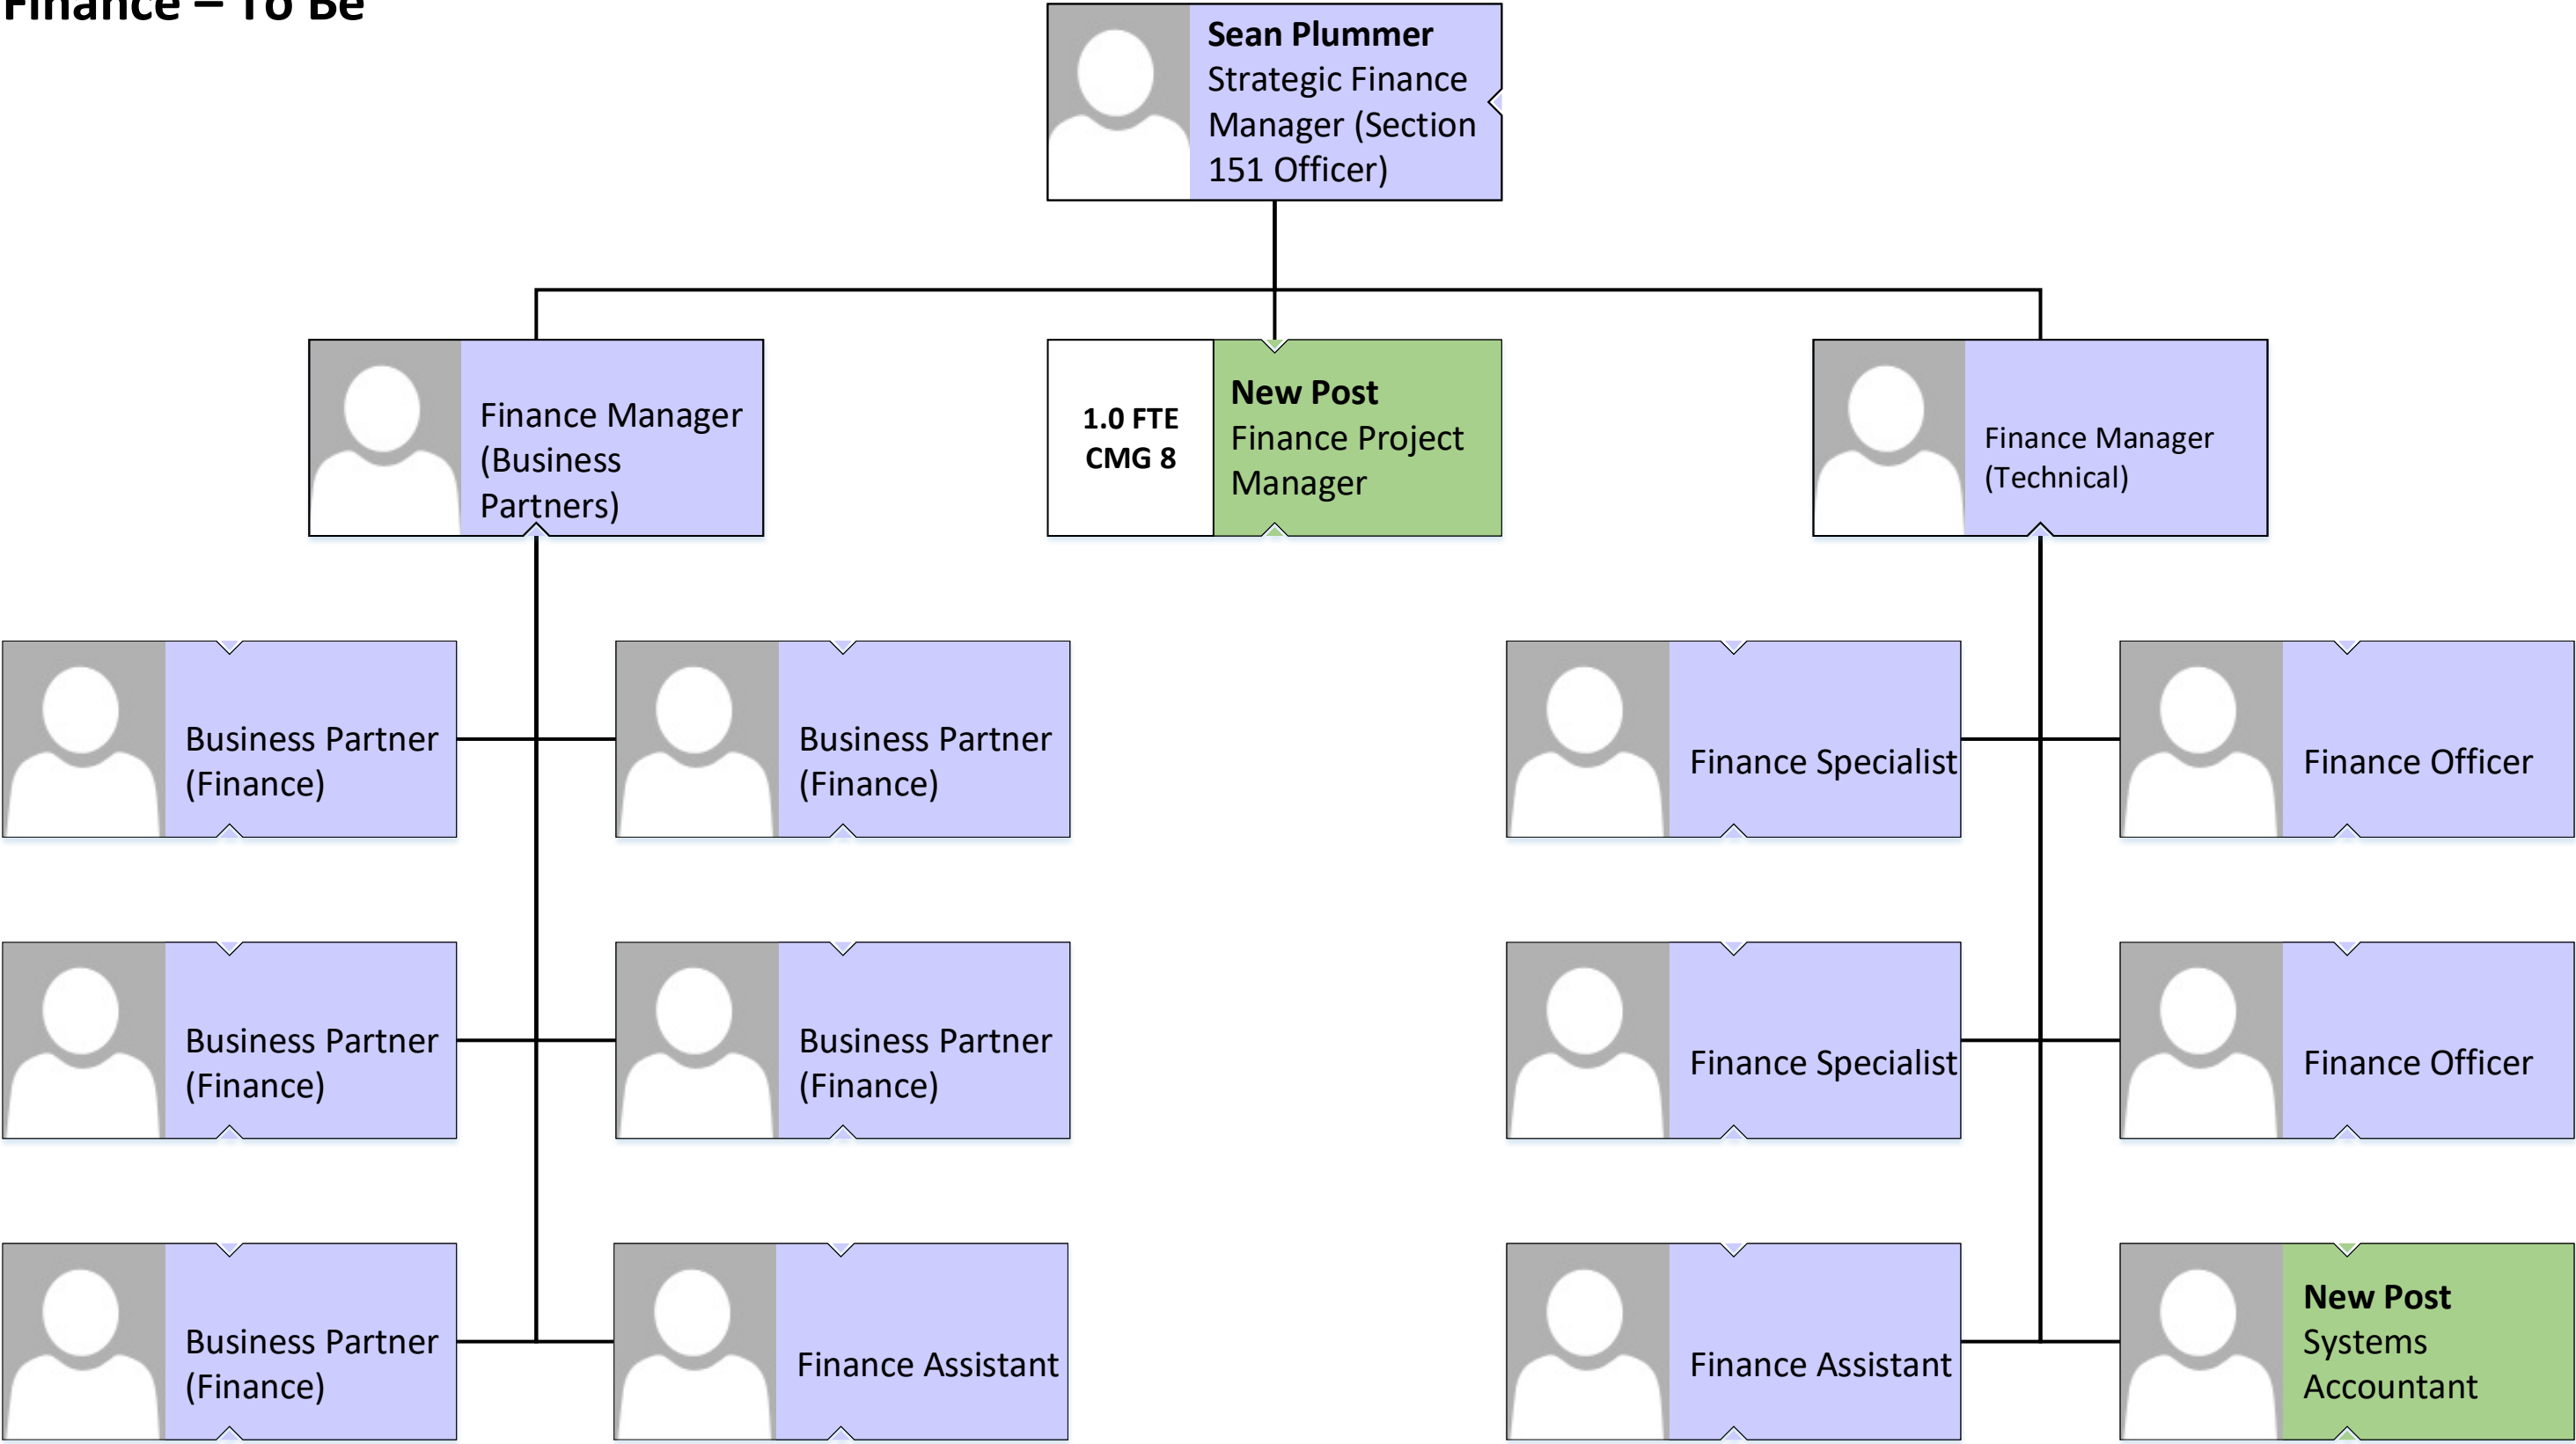 Finance – To Be
Sean Plummer
Strategic Finance
Manager (Section
151 Officer)
Finance Manager
(Business
Partners)
1.0 FTE
CMG 8
New Post
Finance Project
Manager
Finance Manager
(Technical)
Business Partner
(Finance)
Business Partner
(Finance)
Finance Specialist
Finance Officer
Business Partner
(Finance)
Business Partner
(Finance)
Finance Specialist
Finance Officer
Business Partner
(Finance)
Finance Assistant
Finance Assistant
New Post
Systems
Accountant